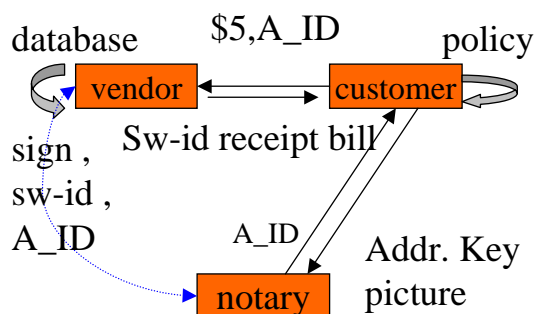 database
$5,A_ID
policy
vendor
customer
Sw-id receipt bill
sign ,
sw-id ,
A_ID
A_ID
Addr. Key
picture
notary